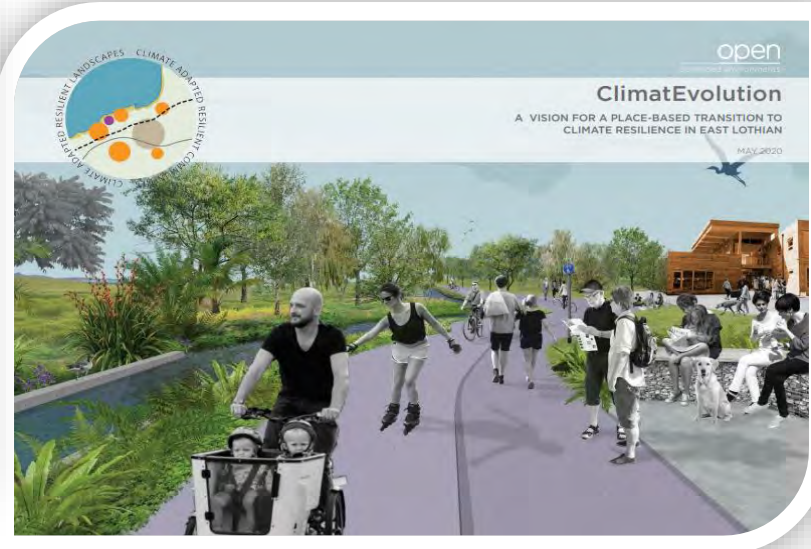 CLIMATE ADAPTED RESILIENT LANDSCAPES
CLIMATE ADAPTED RESILIENT COMM
open
ClimatEvolution
A VISION FOR A PLACE-BASED TRANSITION TO
CLIMATE RESILIENCE IN EAST LOTHIAN
MAY 2020